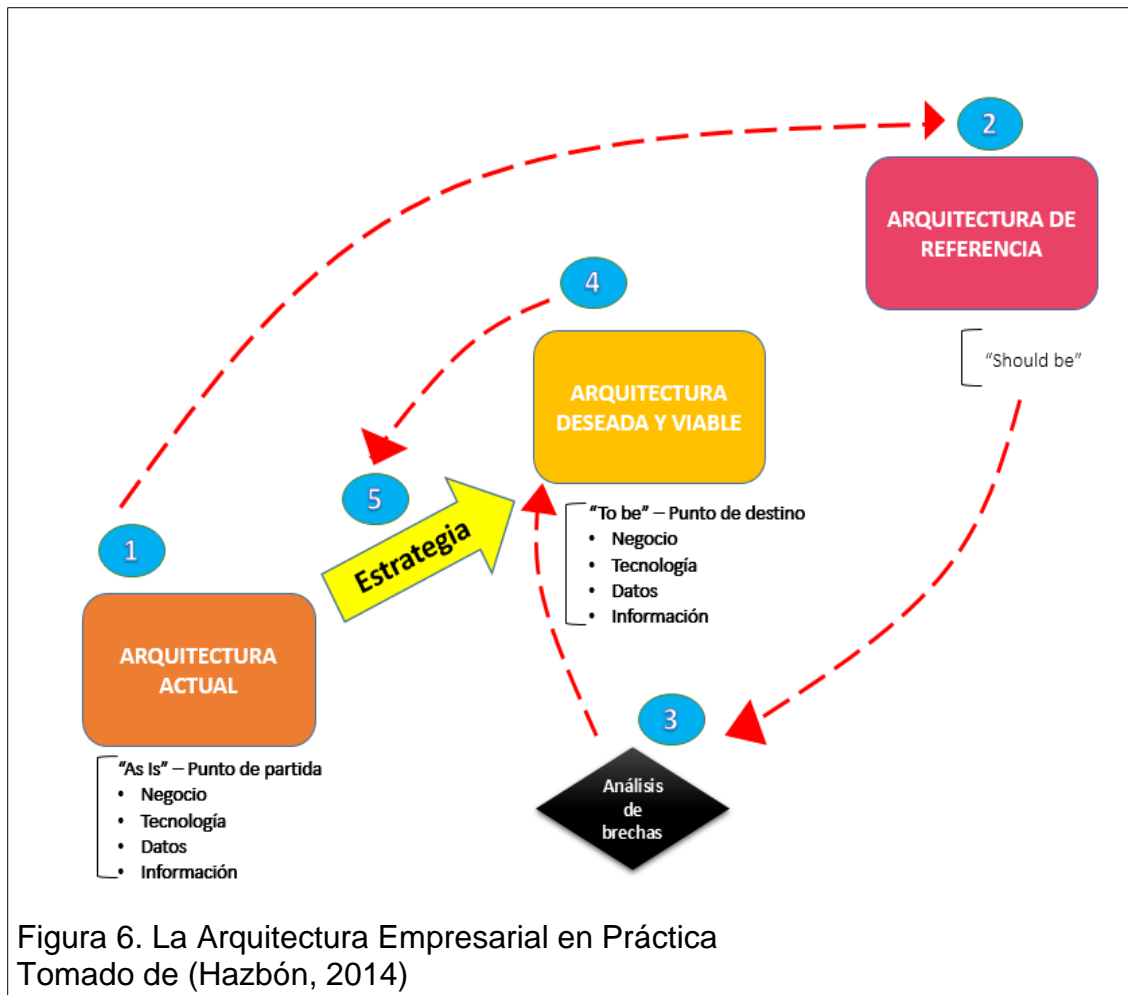 2
ARQUITECTURA DE
REFERENCIA
“Should be”
4
ARQUITECTURA
DESEADA Y VIABLE
“To be” – Punto de destino
• Negocio
• Tecnología
• Datos
• Información
5
Estrategia
1
ARQUITECTURA
ACTUAL
“As Is” – Punto de partida
• Negocio
• Tecnología
• Datos
• Información
3
Análisis
de
brechas
Figura 6. La Arquitectura Empresarial en Práctica
Tomado de (Hazbón, 2014)